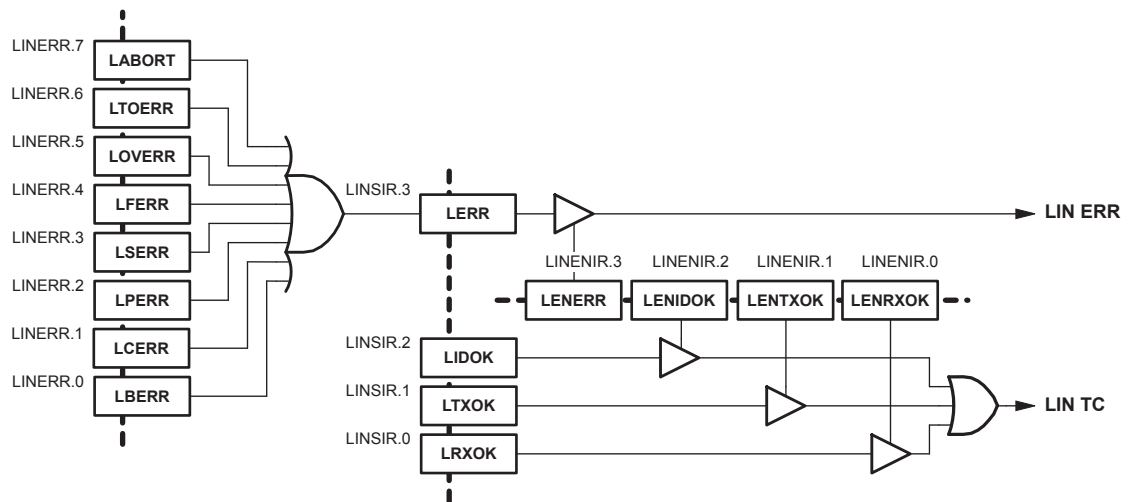 LINERR.7
LABORT
LINERR.6
LTOERR
LINERR.5
LOVERR
LINERR.4
LFERR
LINERR.3
LSERR
LINERR.2
LPERR
LINERR.1
LCERR
LINERR.0
LBERR
LINSIR.3
LERR
LIN ERR
LINENIR.3
LINENIR.2
LINENIR.1
LINENIR.0
LENERR
LENIDOK
LENTXOK
LENRXOK
LINSIR.2
LIDOK
LINSIR.1
LTXOK
LIN TC
LINSIR.0
LRXOK